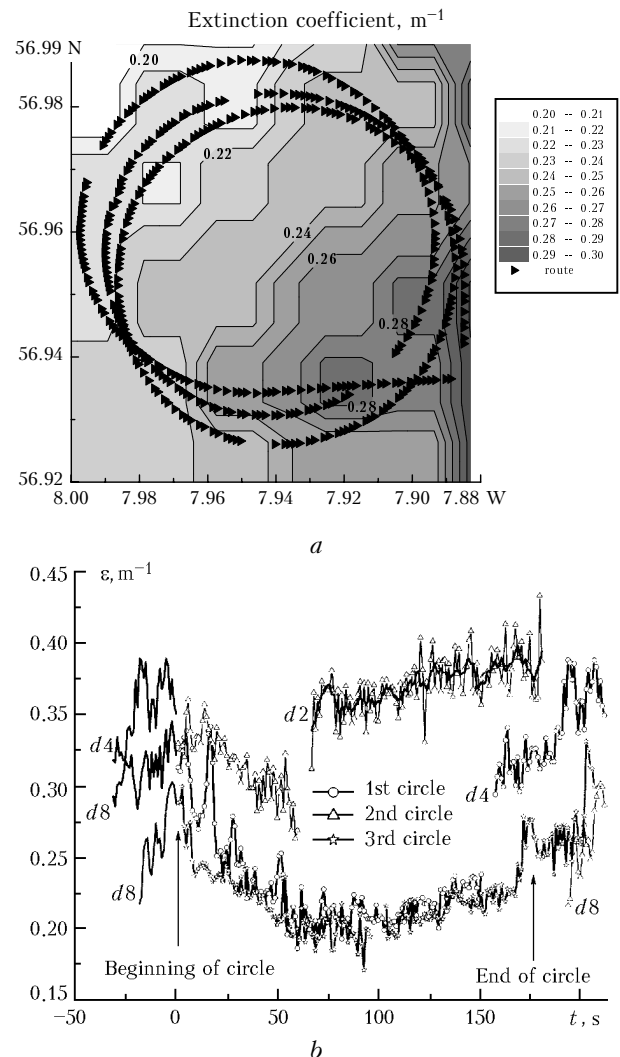 Extinction coefficient, m⁻¹
56.99 N
56.98
56.96
56.94
56.92
0.20
0.22
0.24
0.26
0.28
0.28
8.00 7.98 7.96 7.94 7.92 7.90 7.88 W
0.20 -- 0.21
0.21 -- 0.22
0.22 -- 0.23
0.23 -- 0.24
0.24 -- 0.25
0.25 -- 0.26
0.26 -- 0.27
0.27 -- 0.28
0.28 -- 0.29
0.29 -- 0.30
route
a
ε, m⁻¹
0.45
0.40
0.35
0.30
0.25
0.20
0.15
d4
d8
d8
d2
d4
d8
1st circle
2nd circle
3rd circle
Beginning of circle
End of circle
−50 0 50 100 150 200 t, s
b